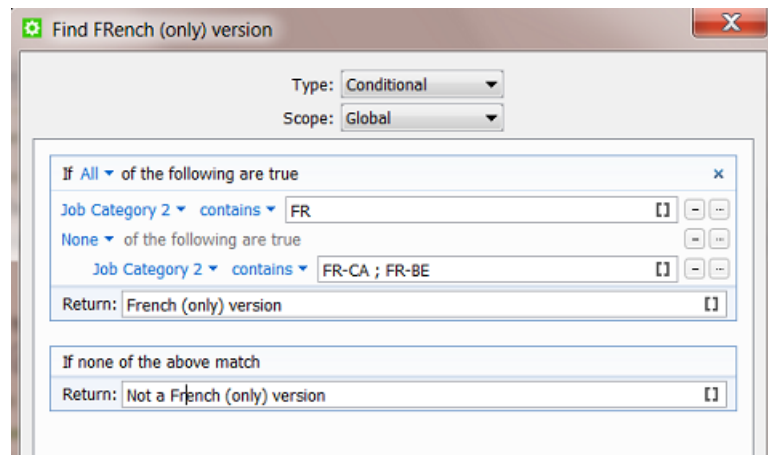 Find FRench (only) version
X
Type: Conditional
Scope: Global
If All of the following are true x
Job Category 2 contains FR [] - ...
None of the following are true - ...
Job Category 2 contains FR-CA ; FR-BE [] - ...
Return: French (only) version []
If none of the above match
Return: Not a French (only) version []